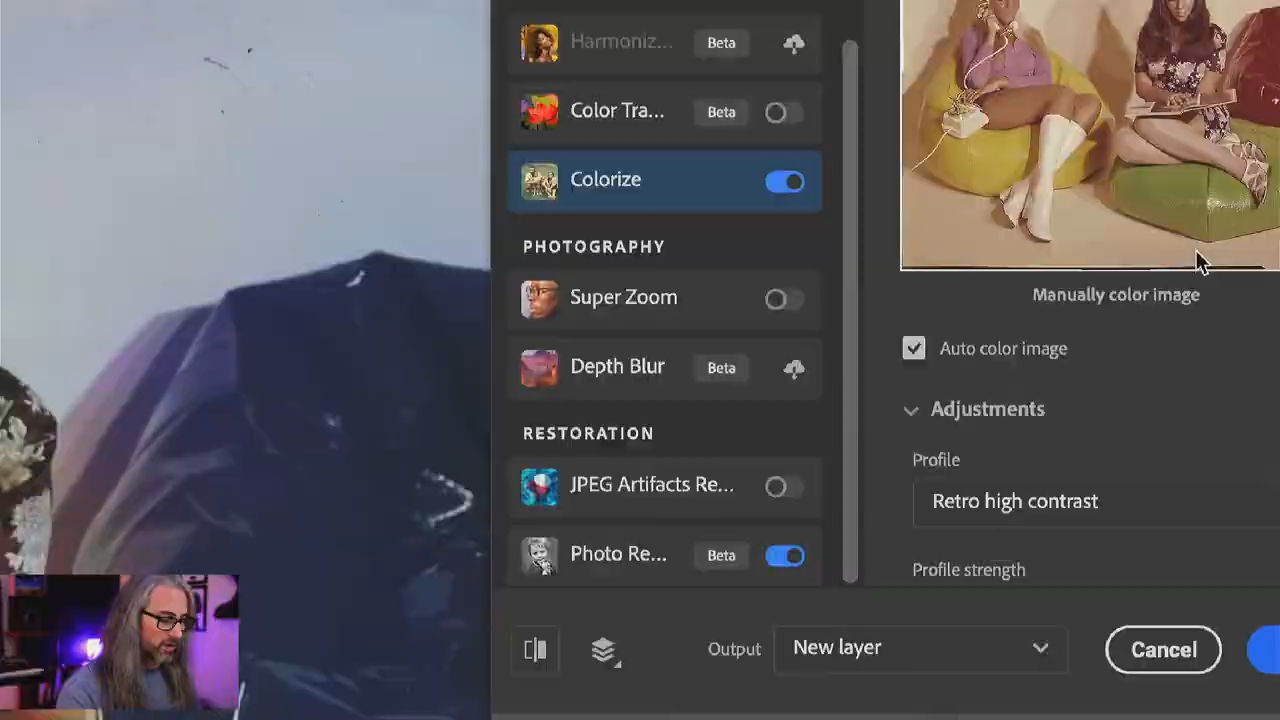 Harmoniz...
Beta
Color Tra...
Beta
Colorize
PHOTOGRAPHY
Super Zoom
Depth Blur
Beta
RESTORATION
JPEG Artifacts Re...
Photo Re...
Beta
Manually color image
Auto color image
Adjustments
Profile
Retro high contrast
Profile strength
Output
New layer
Cancel